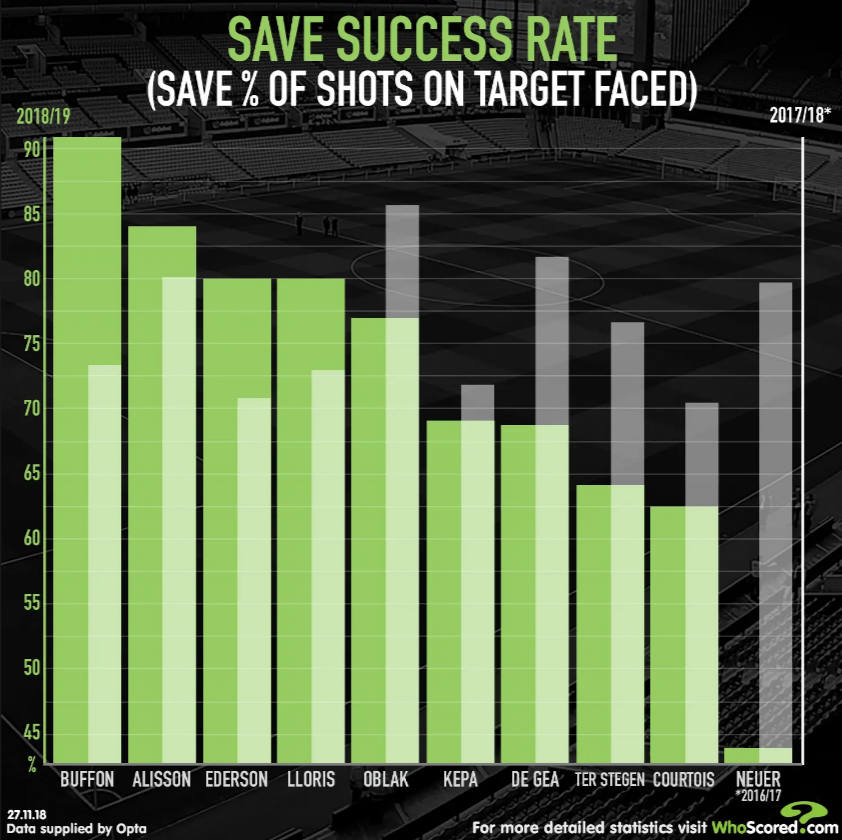 SAVE SUCCESS RATE
(SAVE % OF SHOTS ON TARGET FACED)
2018/19
2017/18*
90
85
80
75
70
65
60
55
50
45
%
BUFFON
ALISSON
EDERSON
LLORIS
OBLAK
KEPA
DE GEA
TER STEGEN
COURTOIS
NEUER
*2016/17
27.11.18
Data supplied by Opta
For more detailed statistics visit WhoScored.com